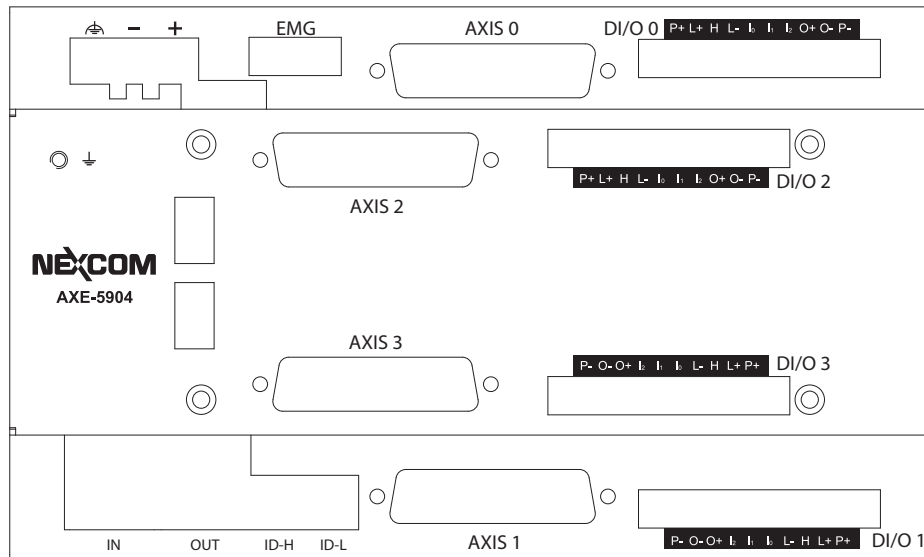 − + EMG AXIS 0 DI/O 0 P+ L+ H L- I₀ I₁ I₂ O+ O- P-
P+ L+ H L- I₀ I₁ I₂ O+ O- P- DI/O 2
AXIS 2
NEXCOM
AXE-5904
AXIS 3
P- O- O+ I₂ I₁ I₀ L- H L+ P+ DI/O 3
IN OUT ID-H ID-L AXIS 1 P- O- O+ I₂ I₁ I₀ L- H L+ P+ DI/O 1